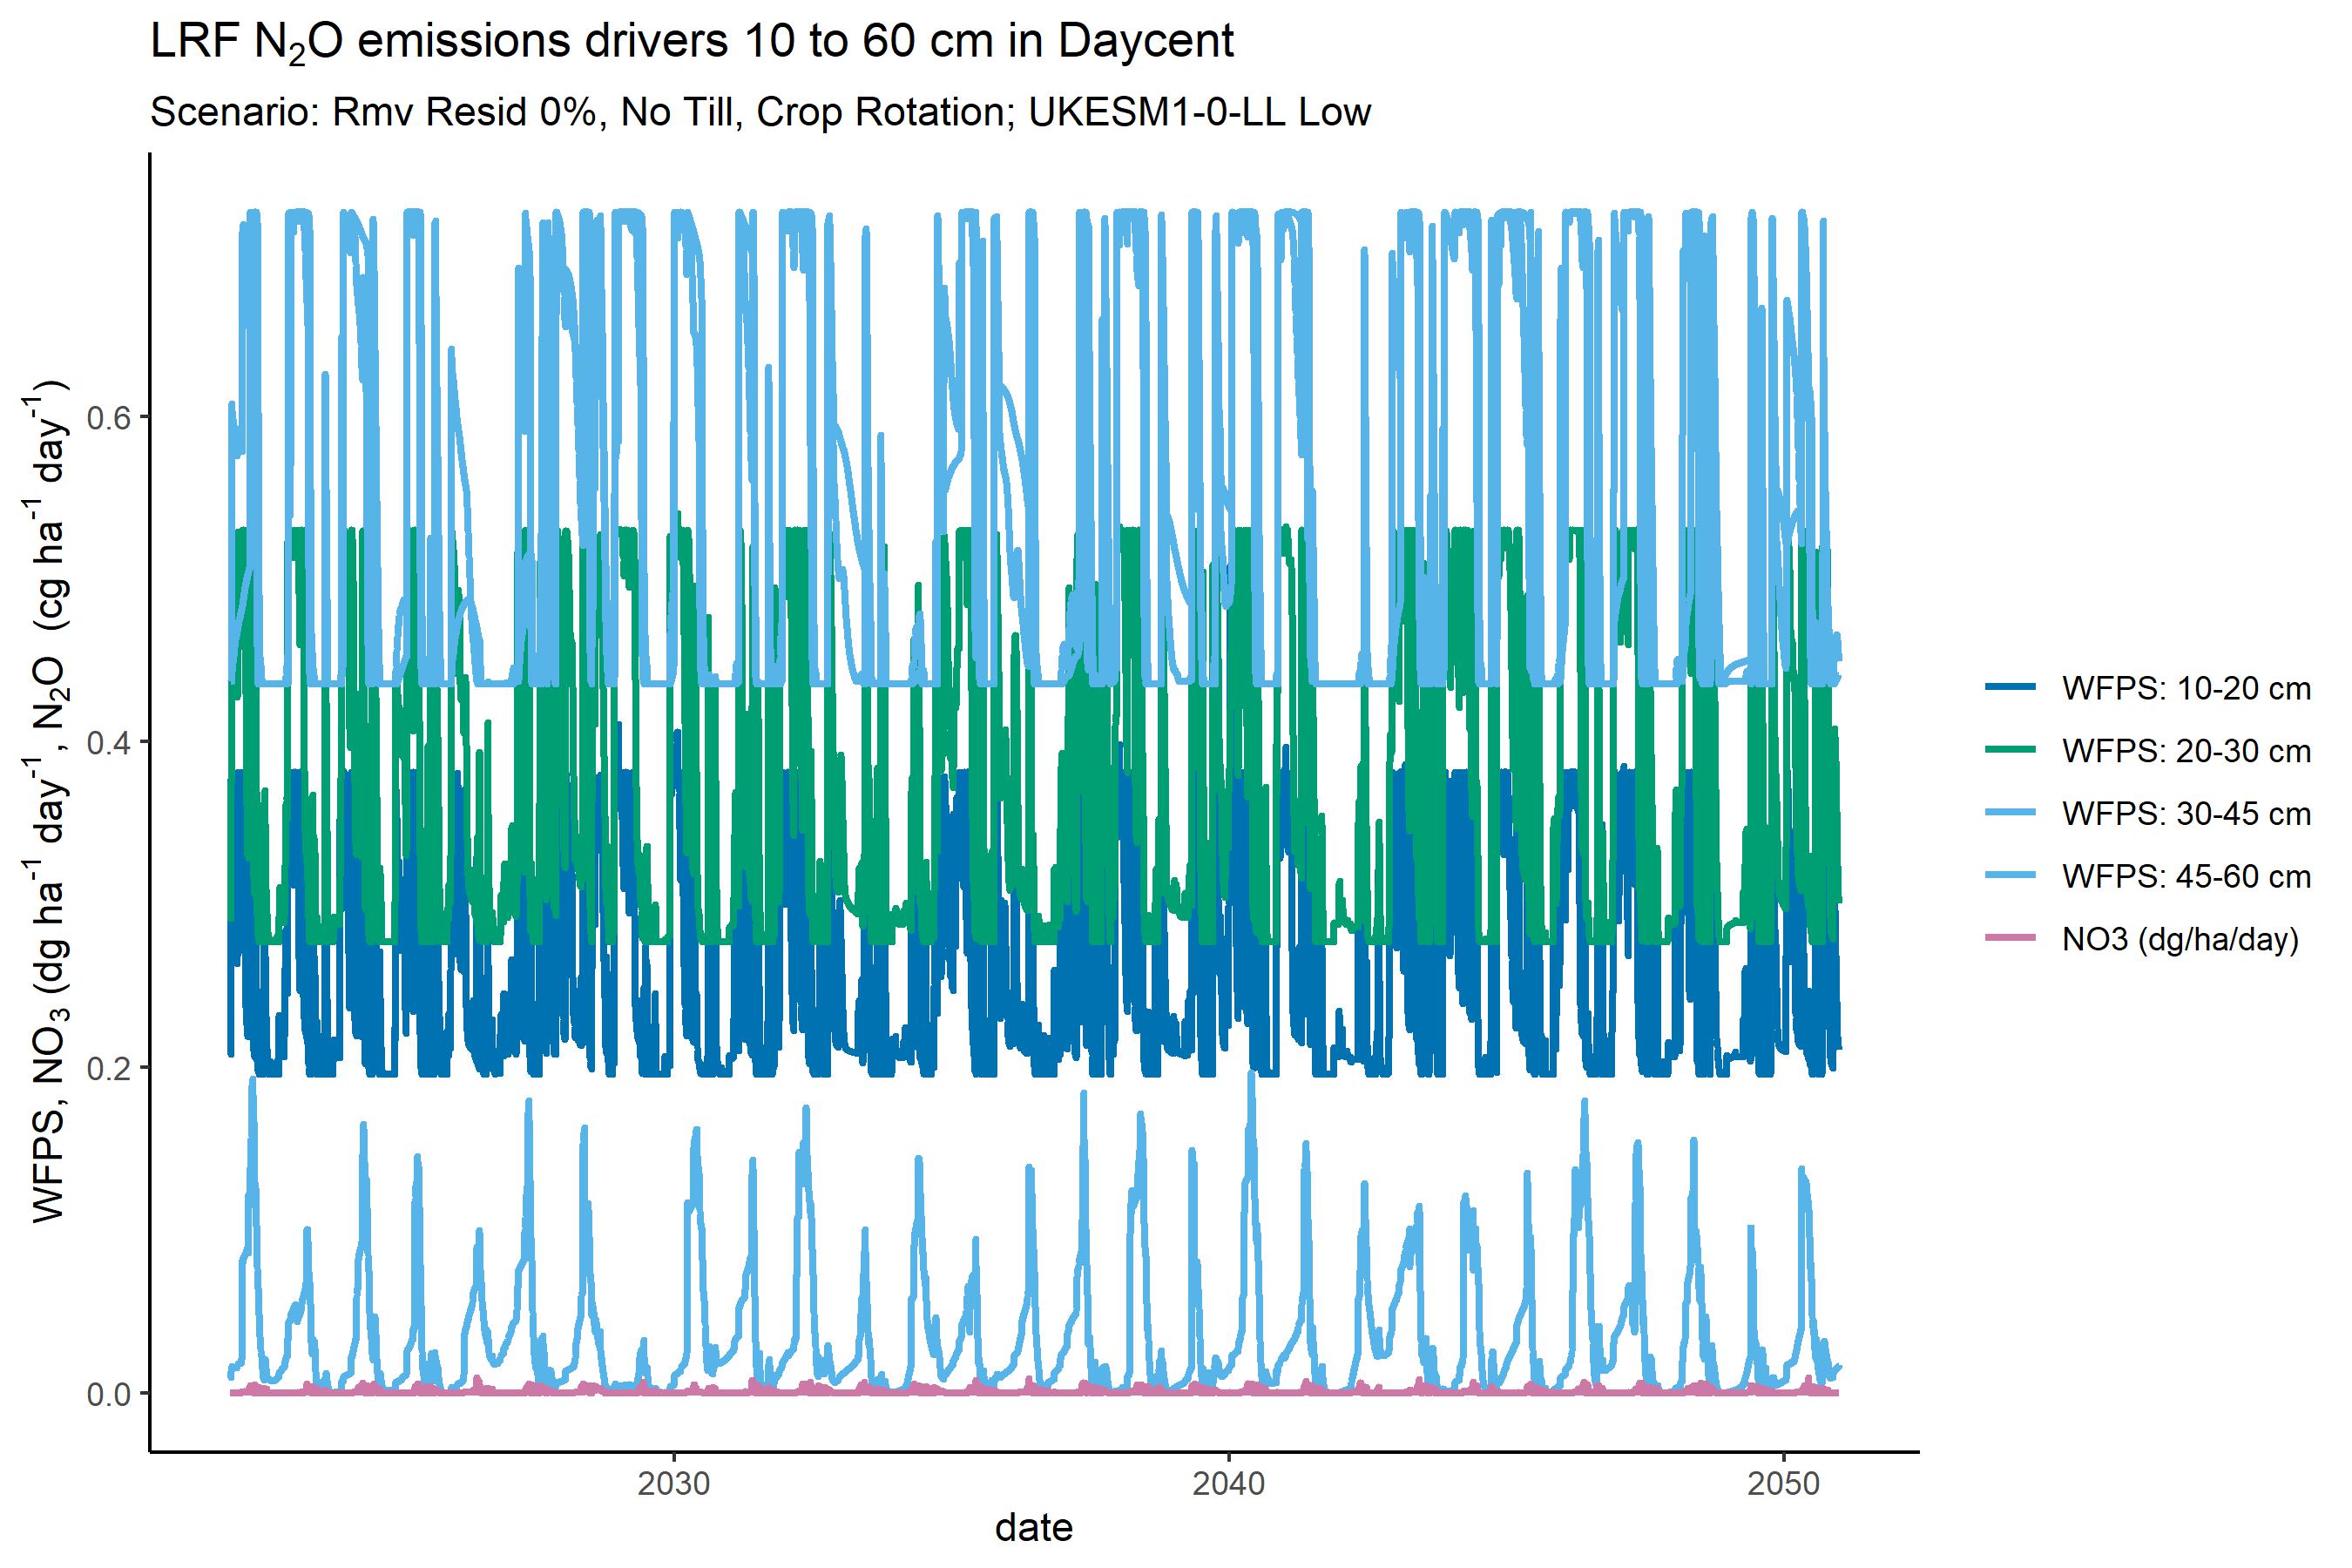 LRF N₂O emissions drivers 10 to 60 cm in Daycent
Scenario: Rmv Resid 0%, No Till, Crop Rotation; UKESM1-0-LL Low
WFPS, NO₃ (dg ha⁻¹ day⁻¹, N₂O (cg ha⁻¹ day⁻¹)
0.6
0.4
0.2
0.0
2030 2040 2050
date
WFPS: 10-20 cm
WFPS: 20-30 cm
WFPS: 30-45 cm
WFPS: 45-60 cm
NO3 (dg/ha/day)